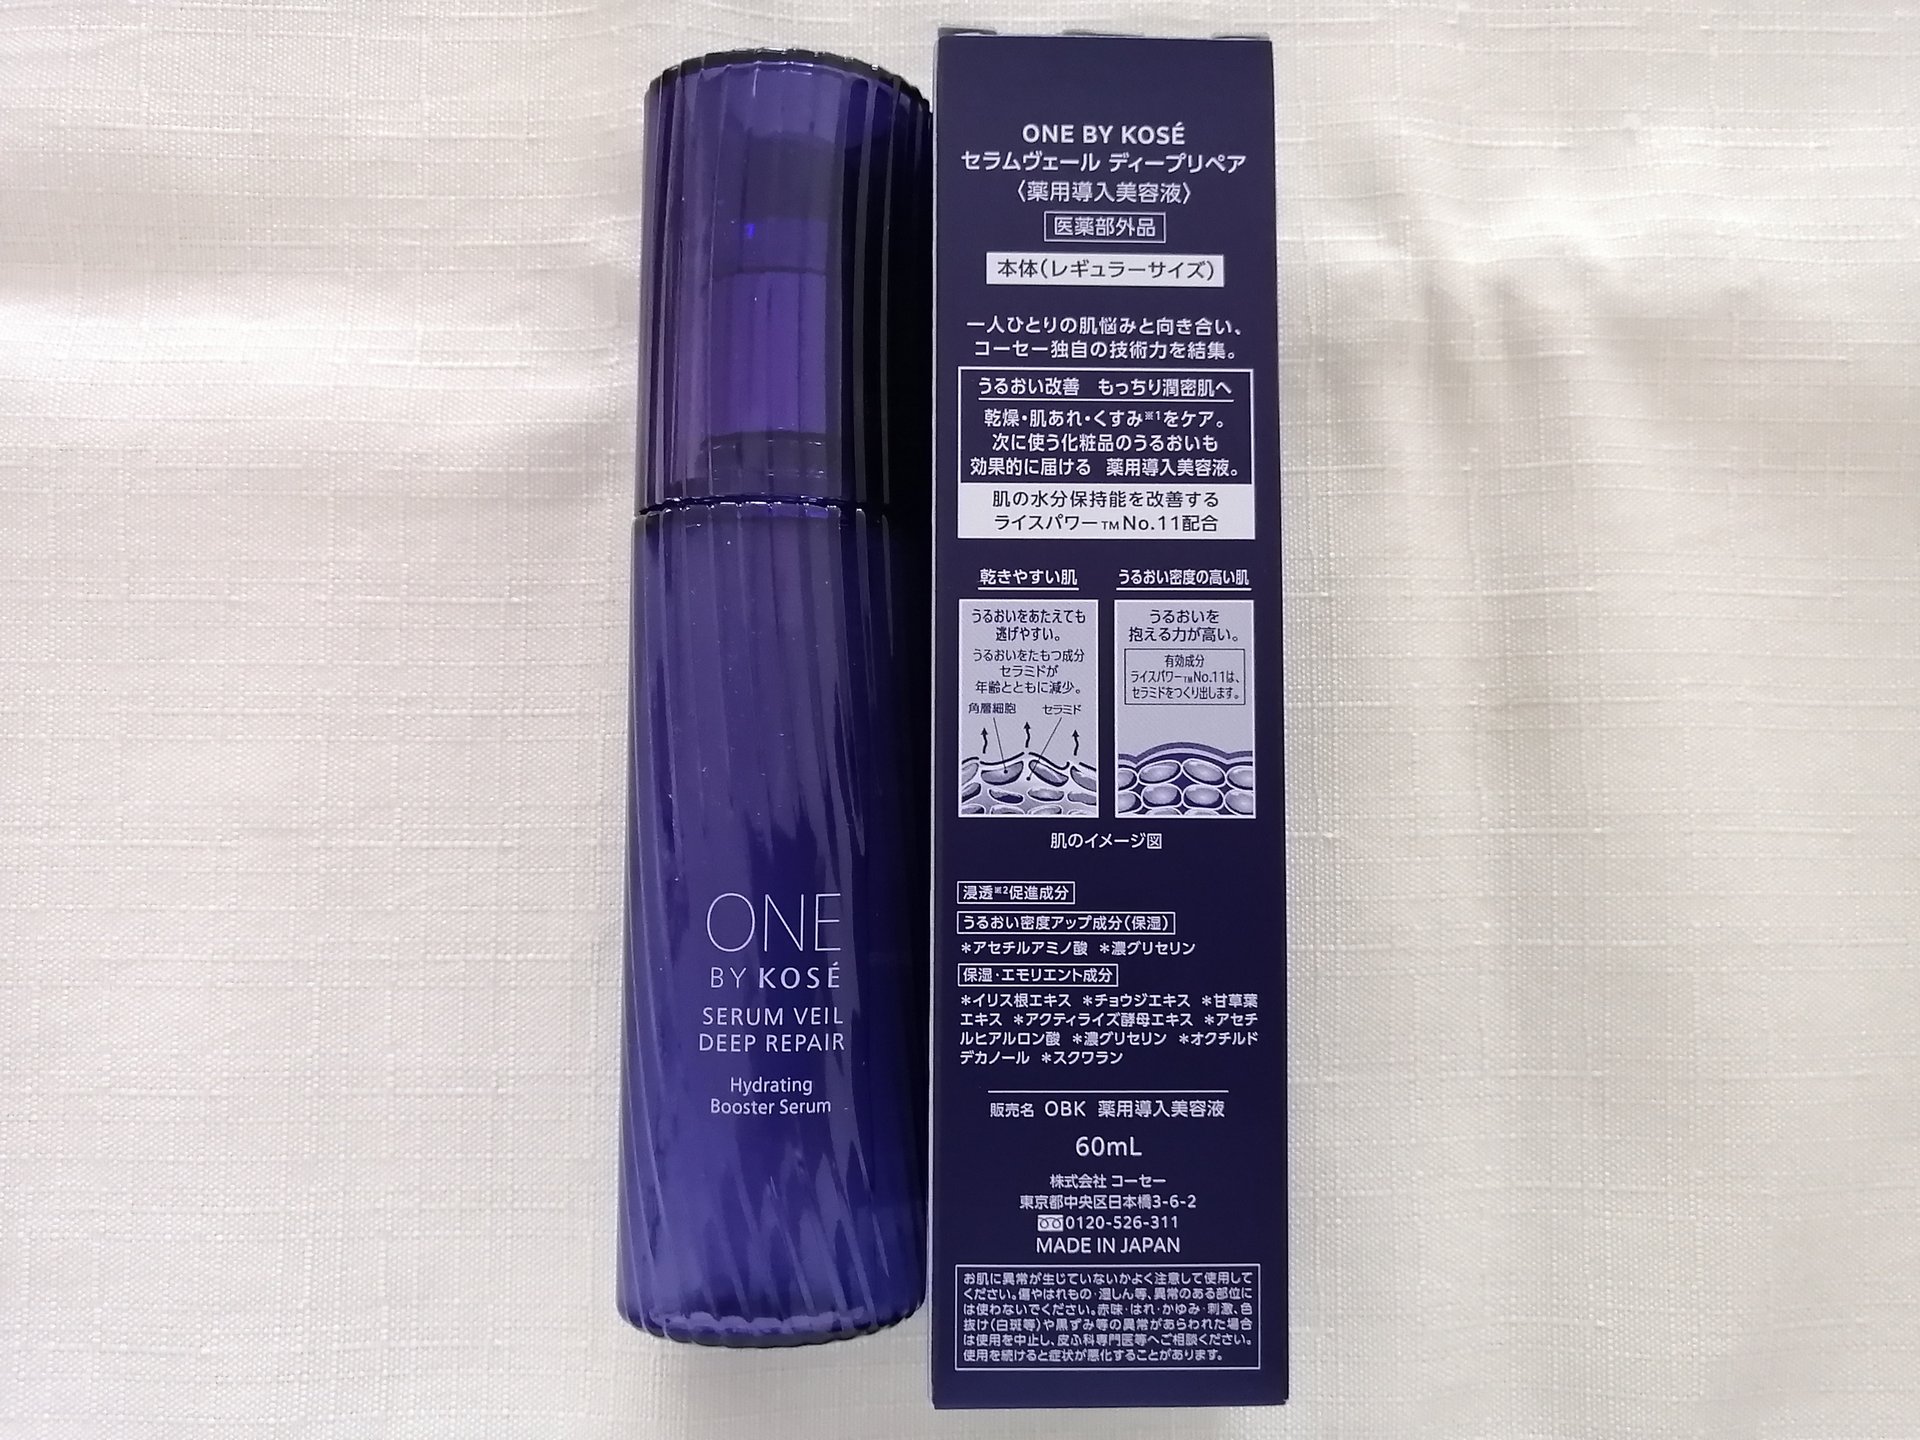 ONE
BY KOSÉ
SERUM VEIL
DEEP REPAIR
Hydrating
Booster Serum
ONE BY KOSÉ
セラムヴェール ディープリペア
〈薬用導入美容液〉
医薬部外品
本体（レギュラーサイズ）
一人ひとりの肌悩みと向き合い、
コーセー独自の技術力を結集。
うるおい改善 もっちり潤密肌へ
乾燥・肌あれ・くすみ※1をケア。
次に使う化粧品のうるおいも
効果的に届ける 薬用導入美容液。
肌の水分保持能を改善する
ライスパワー™No.11配合
乾きやすい肌
うるおいをあたえても
逃げやすい。
うるおいをたもつ成分
セラミドが
年齢とともに減少。
角層細胞 セラミド
うるおい密度の高い肌
うるおいを
抱える力が高い。
有効成分
ライスパワー™No.11は、
セラミドをつくり出します。
肌のイメージ図
浸透※2促進成分
うるおい密度アップ成分（保湿）
＊アセチルアミノ酸 ＊濃グリセリン
保湿・エモリエント成分
＊イリス根エキス ＊チョウジエキス ＊甘草葉
エキス ＊アクティライズ酵母エキス ＊アセチ
ルヒアルロン酸 ＊濃グリセリン ＊オクチルド
デカノール ＊スクワラン
販売名 OBK 薬用導入美容液
60mL
株式会社 コーセー
東京都中央区日本橋3-6-2
0120-526-311
MADE IN JAPAN
お肌に異常が生じていないかよく注意して使用して
ください。傷やはれもの・湿しん等、異常のある部位に
は使わないでください。赤味・はれ・かゆみ・刺激、色
抜け（白斑等）や黒ずみ等の異常があらわれた場合
は使用を中止し、皮ふ科専門医等へご相談ください。
使用を続けると症状が悪化することがあります。